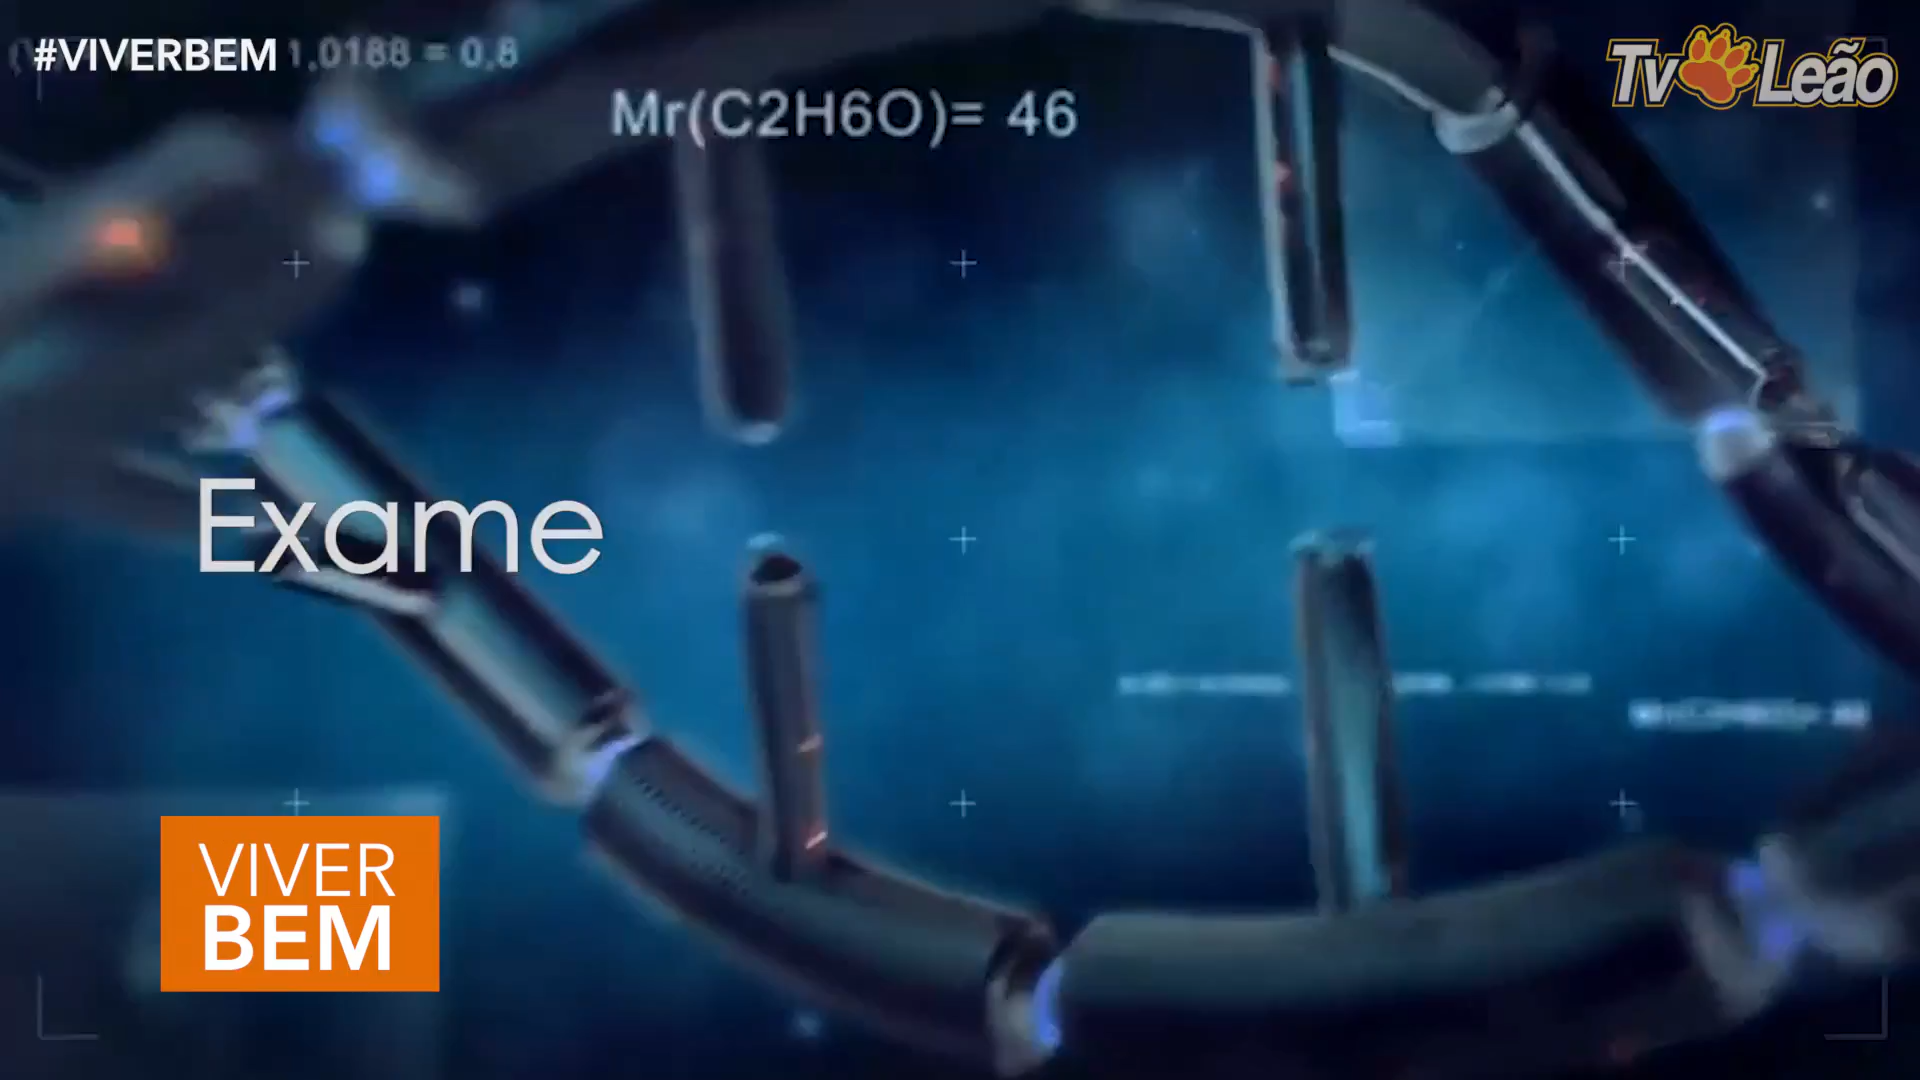 #VIVERBEM 1,0188 = 0,8
Tv Leão
Mr(C2H6O)= 46
Exame
VIVER
BEM